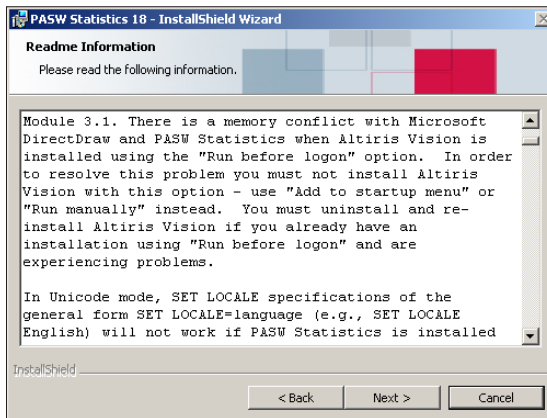 PASW Statistics 18 - InstallShield Wizard
Readme Information
Please read the following information.
Module 3.1. There is a memory conflict with Microsoft
DirectDraw and PASW Statistics when Altiris Vision is
installed using the "Run before logon" option.  In order
to resolve this problem you must not install Altiris
Vision with this option - use "Add to startup menu" or
"Run manually" instead.  You must uninstall and re-
install Altiris Vision if you already have an
installation using "Run before logon" and are
experiencing problems.
In Unicode mode, SET LOCALE specifications of the
general form SET LOCALE=language (e.g., SET LOCALE
English) will not work if PASW Statistics is installed
InstallShield
< Back
Next >
Cancel